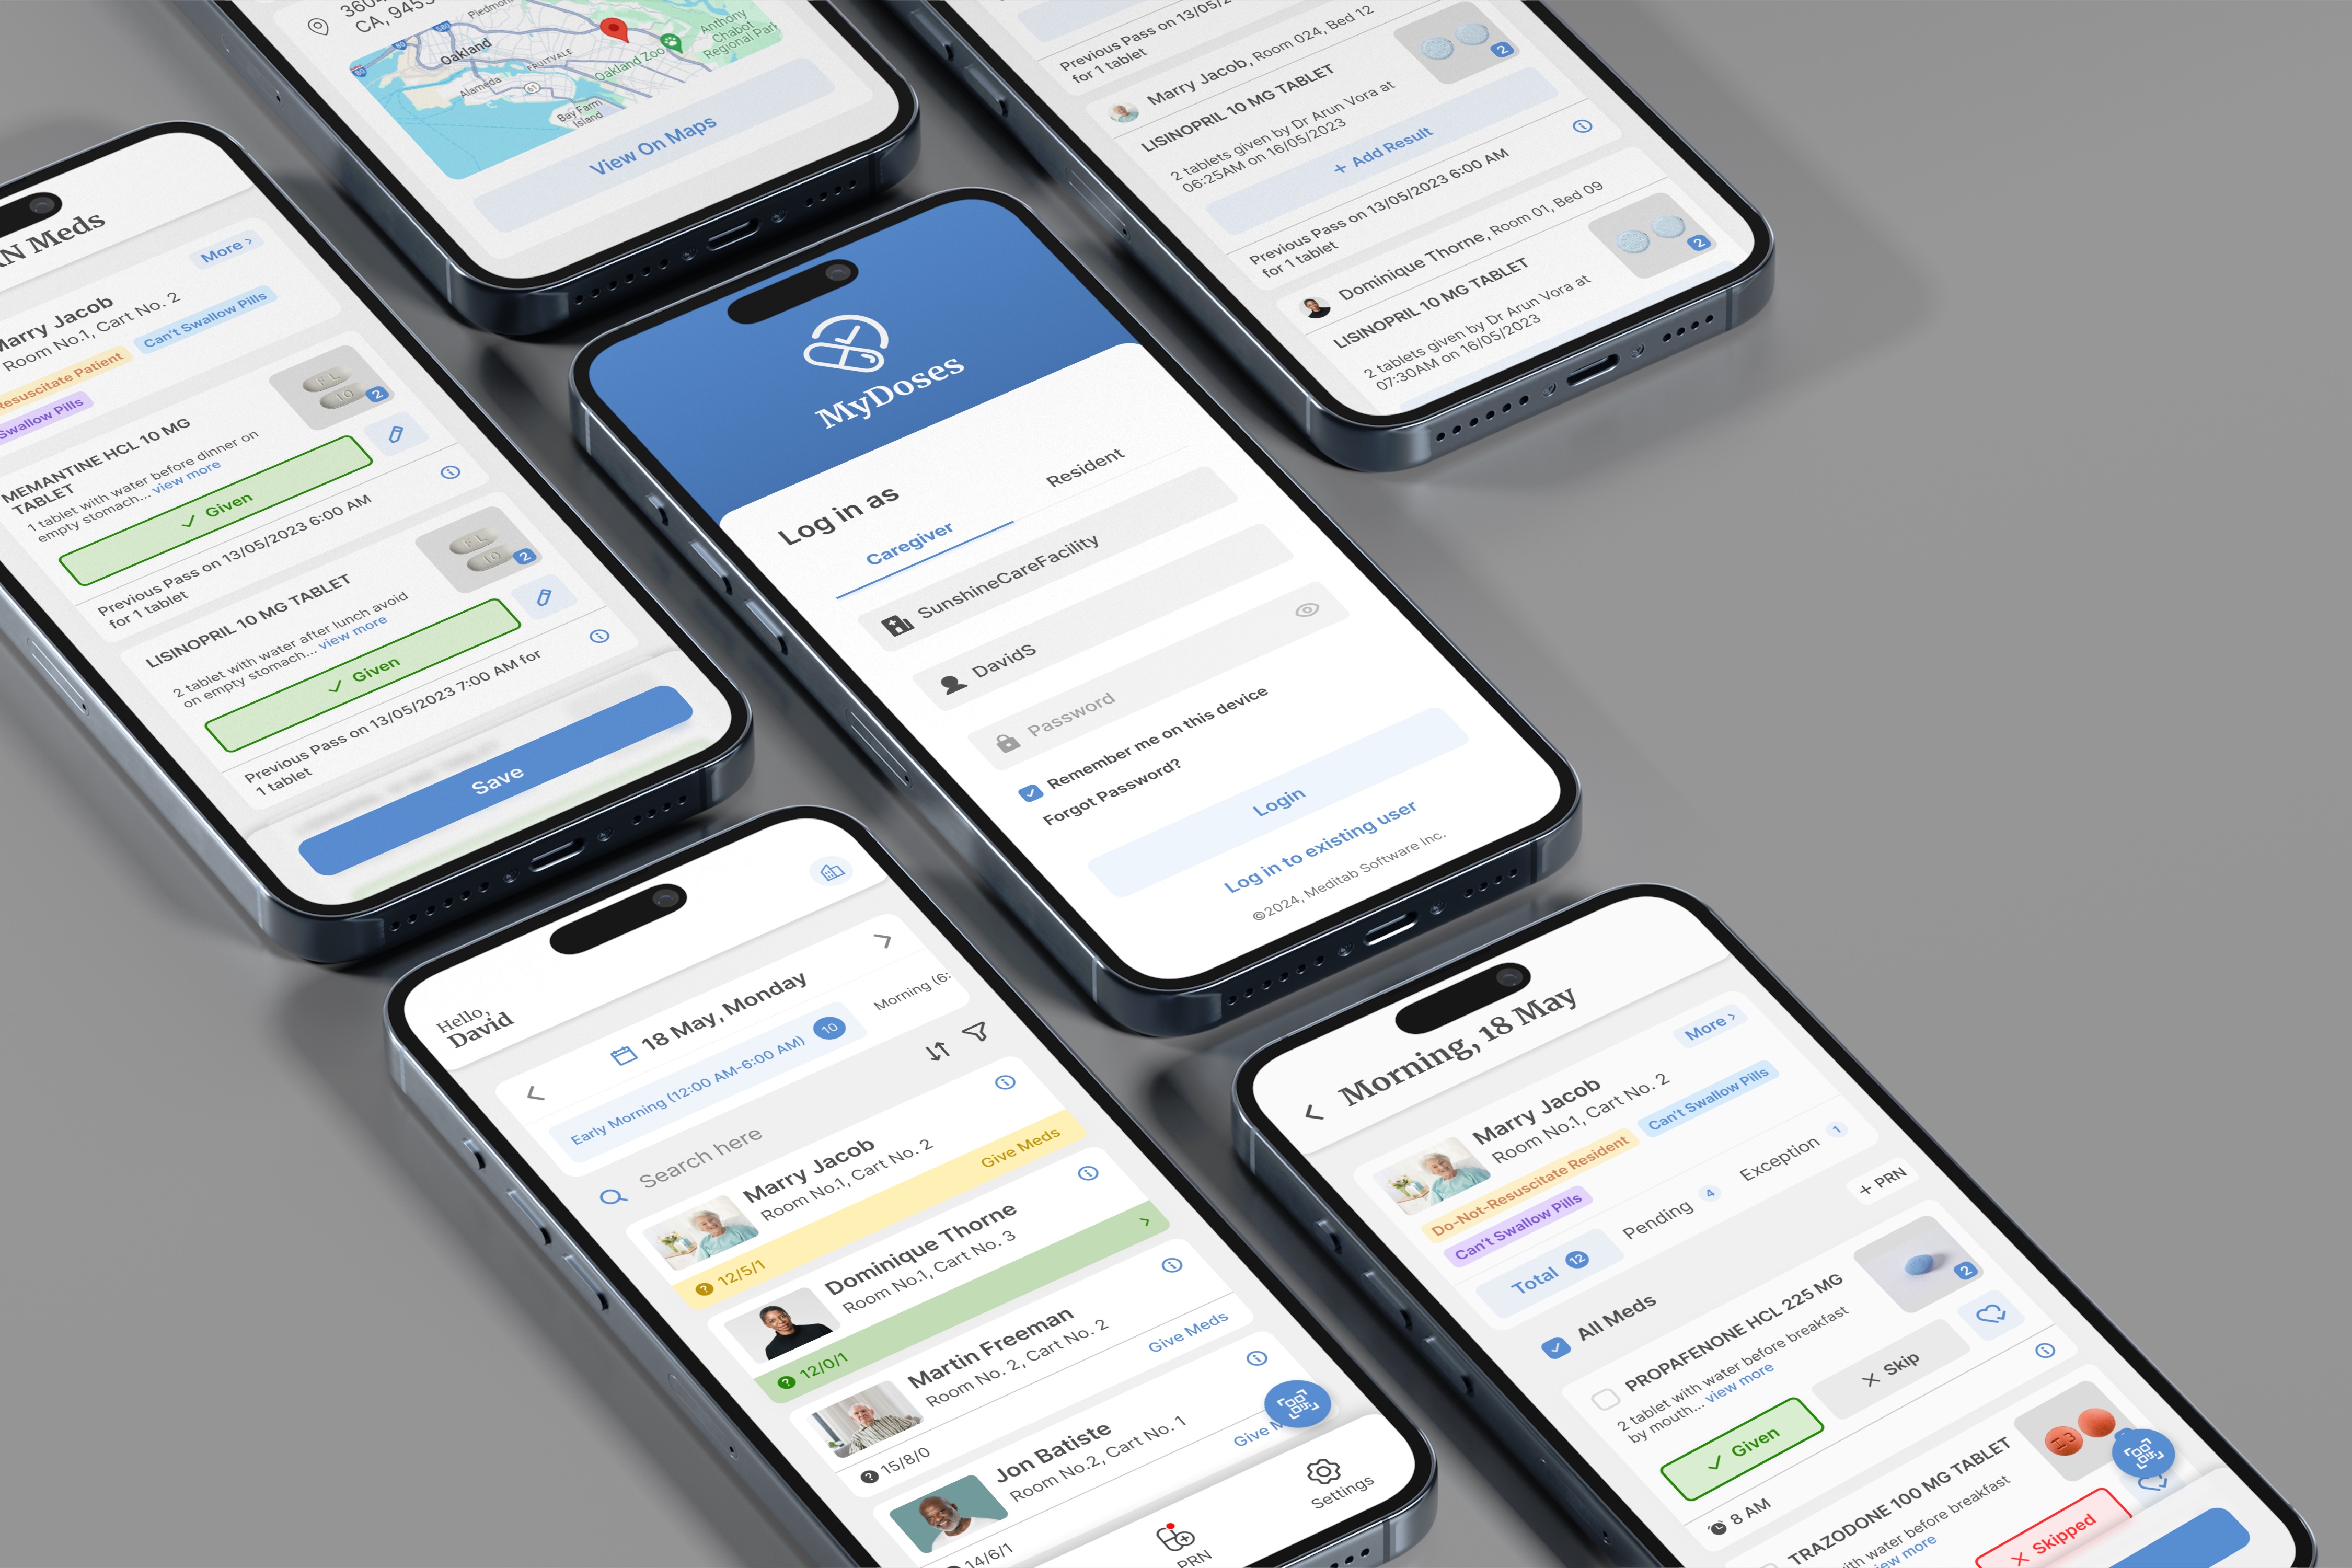 CA, 945
Piedmont
Oakland
Alameda
FRUITVALE
61
Oakland Zoo
Anthony
Chabot
Regional Park
Bay Farm
Island
View On Maps
Previous Pass on 13/05/2
for 1 tablet
Marry Jacob, Room 024, Bed 12
LISINOPRIL 10 MG TABLET
2
2 tablets given by Dr Arun Vora at
06:25AM on 16/05/2023
+ Add Result
Previous Pass on 13/05/2023 6:00 AM
for 1 tablet
Dominique Thorne, Room 01, Bed 09
LISINOPRIL 10 MG TABLET
2
2 tablets given by Dr Arun Vora at
07:30AM on 16/05/2023
N Meds
More ›
Marry Jacob
Room No.1, Cart No. 2
Resuscitate Patient
Can't Swallow Pills
Swallow Pills
MEMANTINE HCL 10 MG
TABLET
F L
10
2
1 tablet with water before dinner on
empty stomach... view more
✓ Given
Previous Pass on 13/05/2023 6:00 AM
for 1 tablet
LISINOPRIL 10 MG TABLET
F L
10
2
2 tablet with water after lunch avoid
on empty stomach... view more
✓ Given
Previous Pass on 13/05/2023 7:00 AM for
1 tablet
Save
MyDoses
Log in as
Caregiver
Resident
SunshineCareFacility
DavidS
Password
Remember me on this device
Forgot Password?
Login
Log in to existing user
©2024, Meditab Software Inc.
Hello,
David
18 May, Monday
Early Morning (12:00 AM-6:00 AM) 10
Morning (6:
Search here
Marry Jacob
Room No.1, Cart No. 2
12/5/1
Give Meds
Dominique Thorne
Room No.1, Cart No. 3
12/0/1
Martin Freeman
Room No. 2, Cart No. 2
15/8/0
Give Meds
Jon Batiste
Room No.2, Cart No. 1
14/6/1
Give M
PRN
Settings
Morning, 18 May
More ›
Marry Jacob
Room No.1, Cart No. 2
Do-Not-Resuscitate Resident
Can't Swallow Pills
Can't Swallow Pills
Total 12
Pending 4
Exception 1
All Meds
+ PRN
PROPAFENONE HCL 225 MG
2
2 tablet with water before breakfast
by mouth... view more
✓ Given
✕ Skip
8 AM
TRAZODONE 100 MG TABLET
I3
with water before breakfast
view more
✕ Skipped